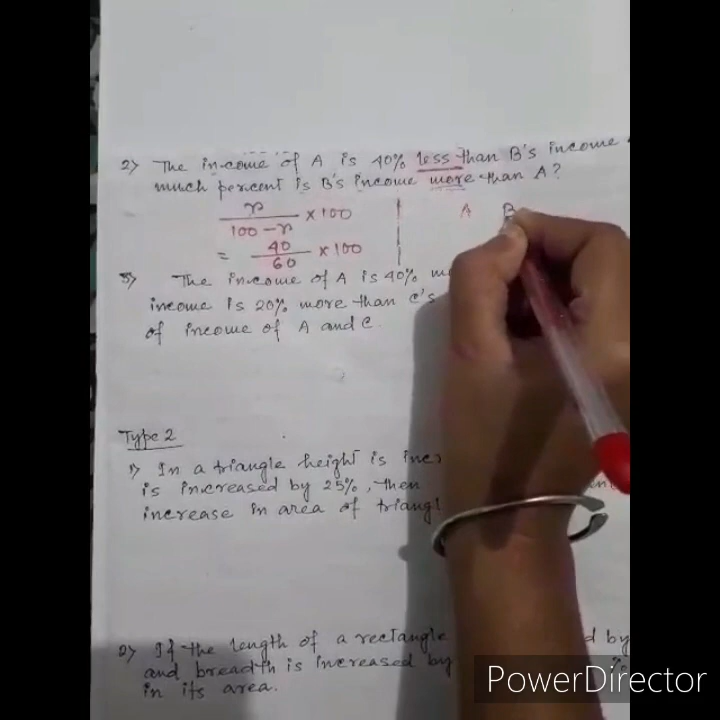 2) The income of A is 40% less than B's income
much percent is B's income more than A?
r / 100 - r × 100 A B
= 40 / 60 × 100
3) The income of A is 40%
income is 20% more than C's
of income of A and C.
Type 2
1) In a triangle height is
is increased by 25%, then
increase in area of
2) If the length of a rectangle d by
and breadth is increased by %
in its area.
PowerDirector